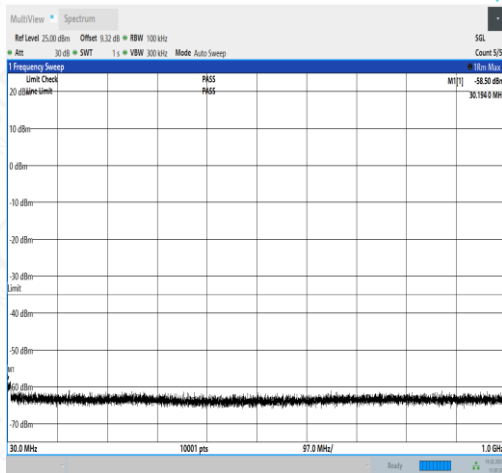 MultiView Spectrum
Ref Level 25.00 dBm Offset 9.32 dB RBW 100 kHz SGL
Att 30 dB SWT 1 s VBW 300 kHz Mode Auto Sweep Count 5/5
1 Frequency Sweep 1Rm Max
Limit Check PASS M1[1] -58.50 dBm
20 dBm Line Limit PASS 30.194 0 MH
10 dBm
0 dBm
-10 dBm
-20 dBm
-30 dBm
Limit
-40 dBm
-50 dBm
M1
-60 dBm
-70 dBm
30.0 MHz 10001 pts 97.0 MHz/ 1.0 GHz
Ready